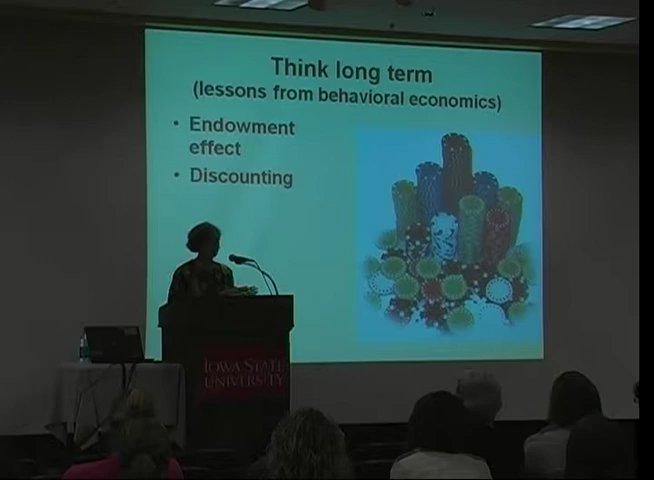 Think long term
(lessons from behavioral economics)
• Endowment
effect
• Discounting
IOWA STATE
UNIVERSITY